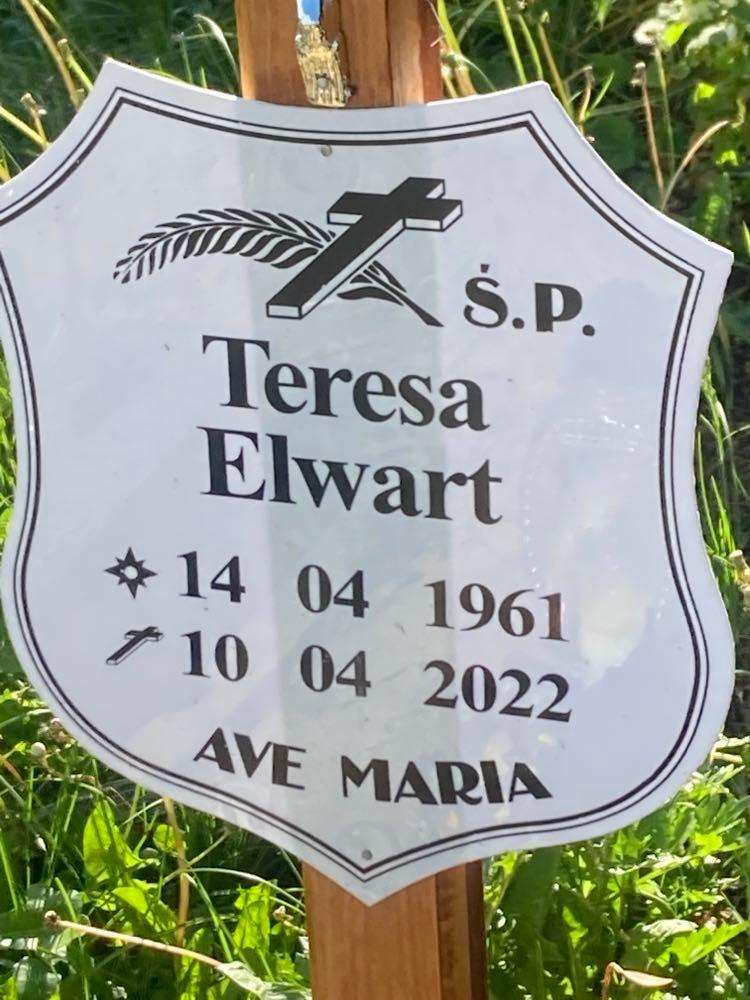 Ś.P.
Teresa
Elwart
14 04 1961
10 04 2022
AVE MARIA